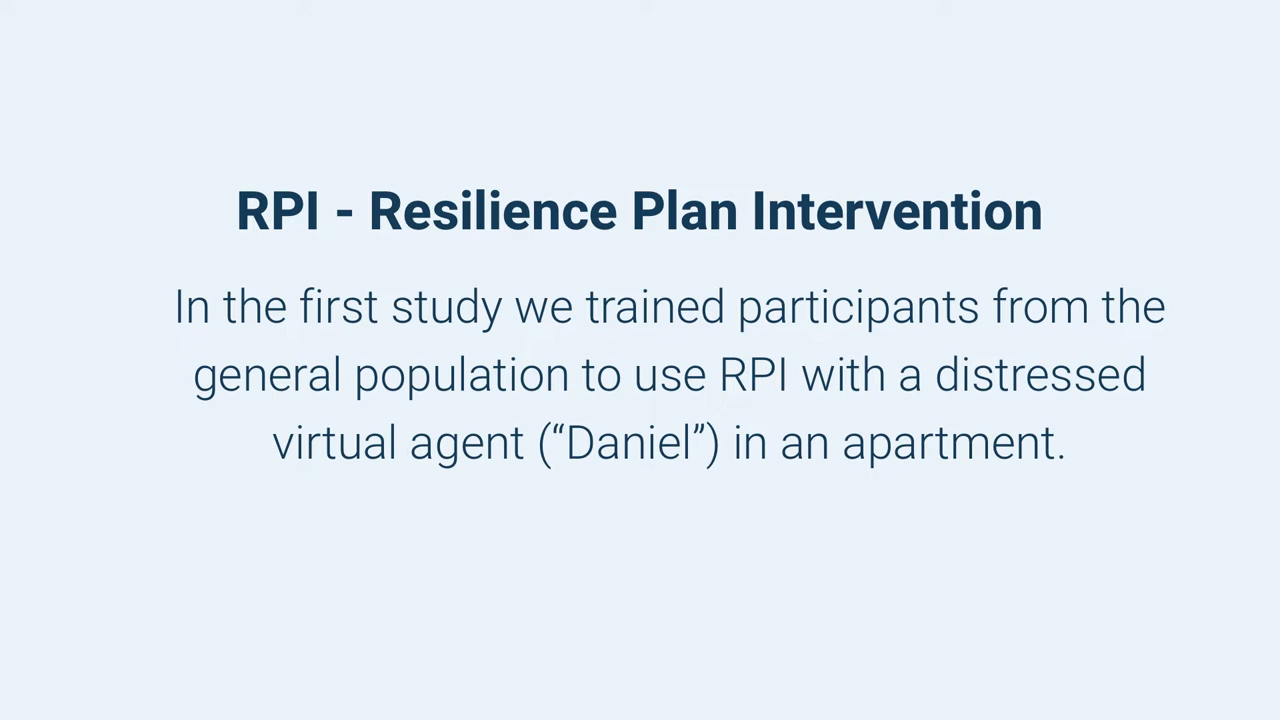 RPI - Resilience Plan Intervention
In the first study we trained participants from the
general population to use RPI with a distressed
virtual agent (“Daniel”) in an apartment.